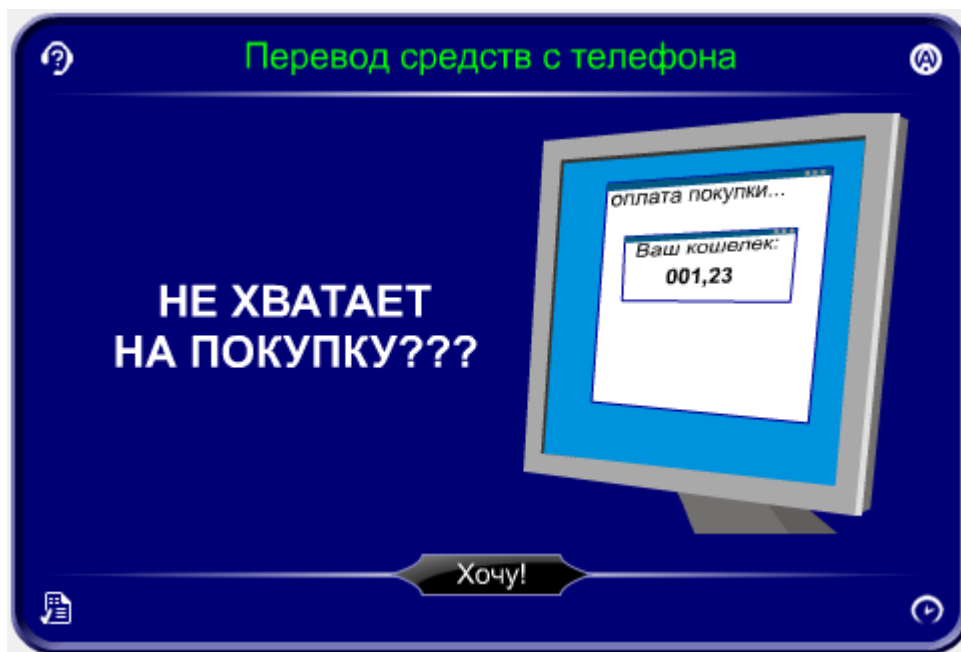 Перевод средств с телефона
оплата покупки...
Ваш кошелек:
001,23
НЕ ХВАТАЕТ
НА ПОКУПКУ???
Хочу!